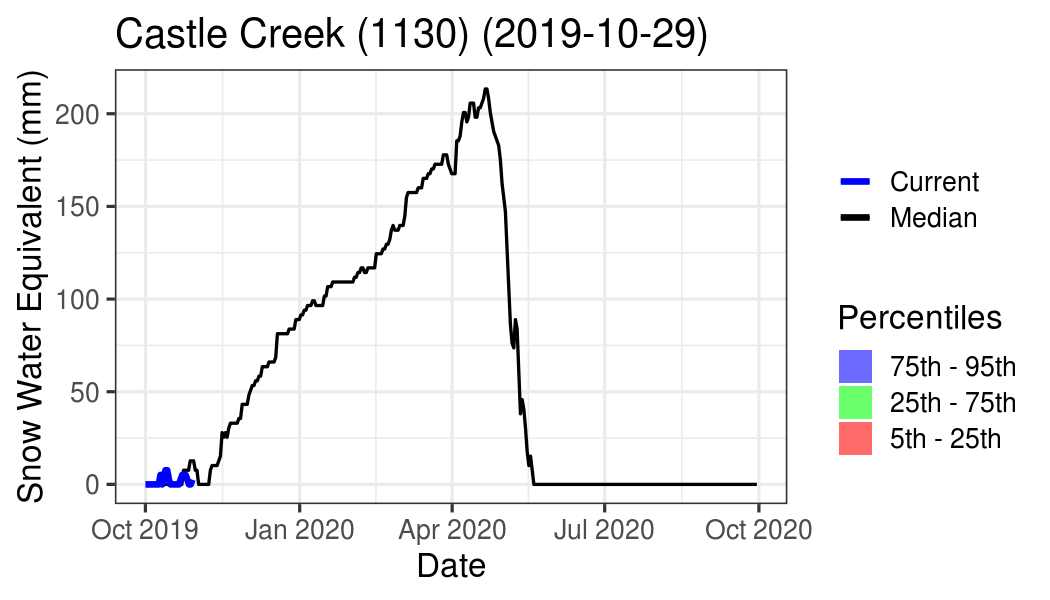 Castle Creek (1130) (2019-10-29)
Snow Water Equivalent (mm)
200
150
100
50
0
Oct 2019 Jan 2020 Apr 2020 Jul 2020 Oct 2020
Date
Current
Median
Percentiles
75th - 95th
25th - 75th
5th - 25th